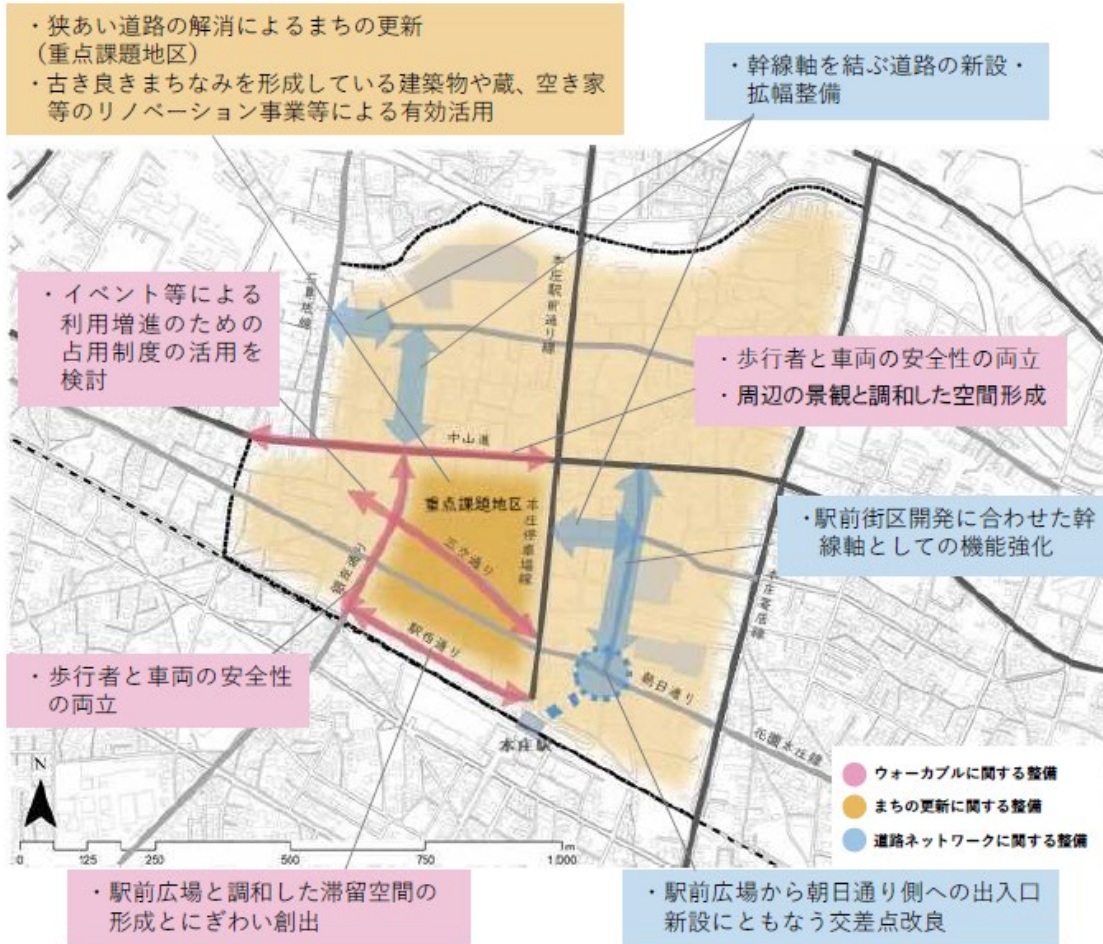 ・狭あい道路の解消によるまちの更新
（重点課題地区）
・古き良きまちなみを形成している建築物や蔵、空き家
等のリノベーション事業等による有効活用
・幹線軸を結ぶ道路の新設・
拡幅整備
本庄駅前通り線
・イベント等による
利用増進のための
占用制度の活用を
検討
・歩行者と車両の安全性の両立
・周辺の景観と調和した空間形成
中山道
重点課題地区
本庄停車場線
・駅前街区開発に合わせた幹
線軸としての機能強化
銀座通り
駅西通り
・歩行者と車両の安全性
の両立
朝日通り
本庄駅
花園本庄線
N
0 125 250 500 750 1,000
m
ウォーカブルに関する整備
まちの更新に関する整備
道路ネットワークに関する整備
・駅前広場と調和した滞留空間の
形成とにぎわい創出
・駅前広場から朝日通り側への出入口
新設にともなう交差点改良